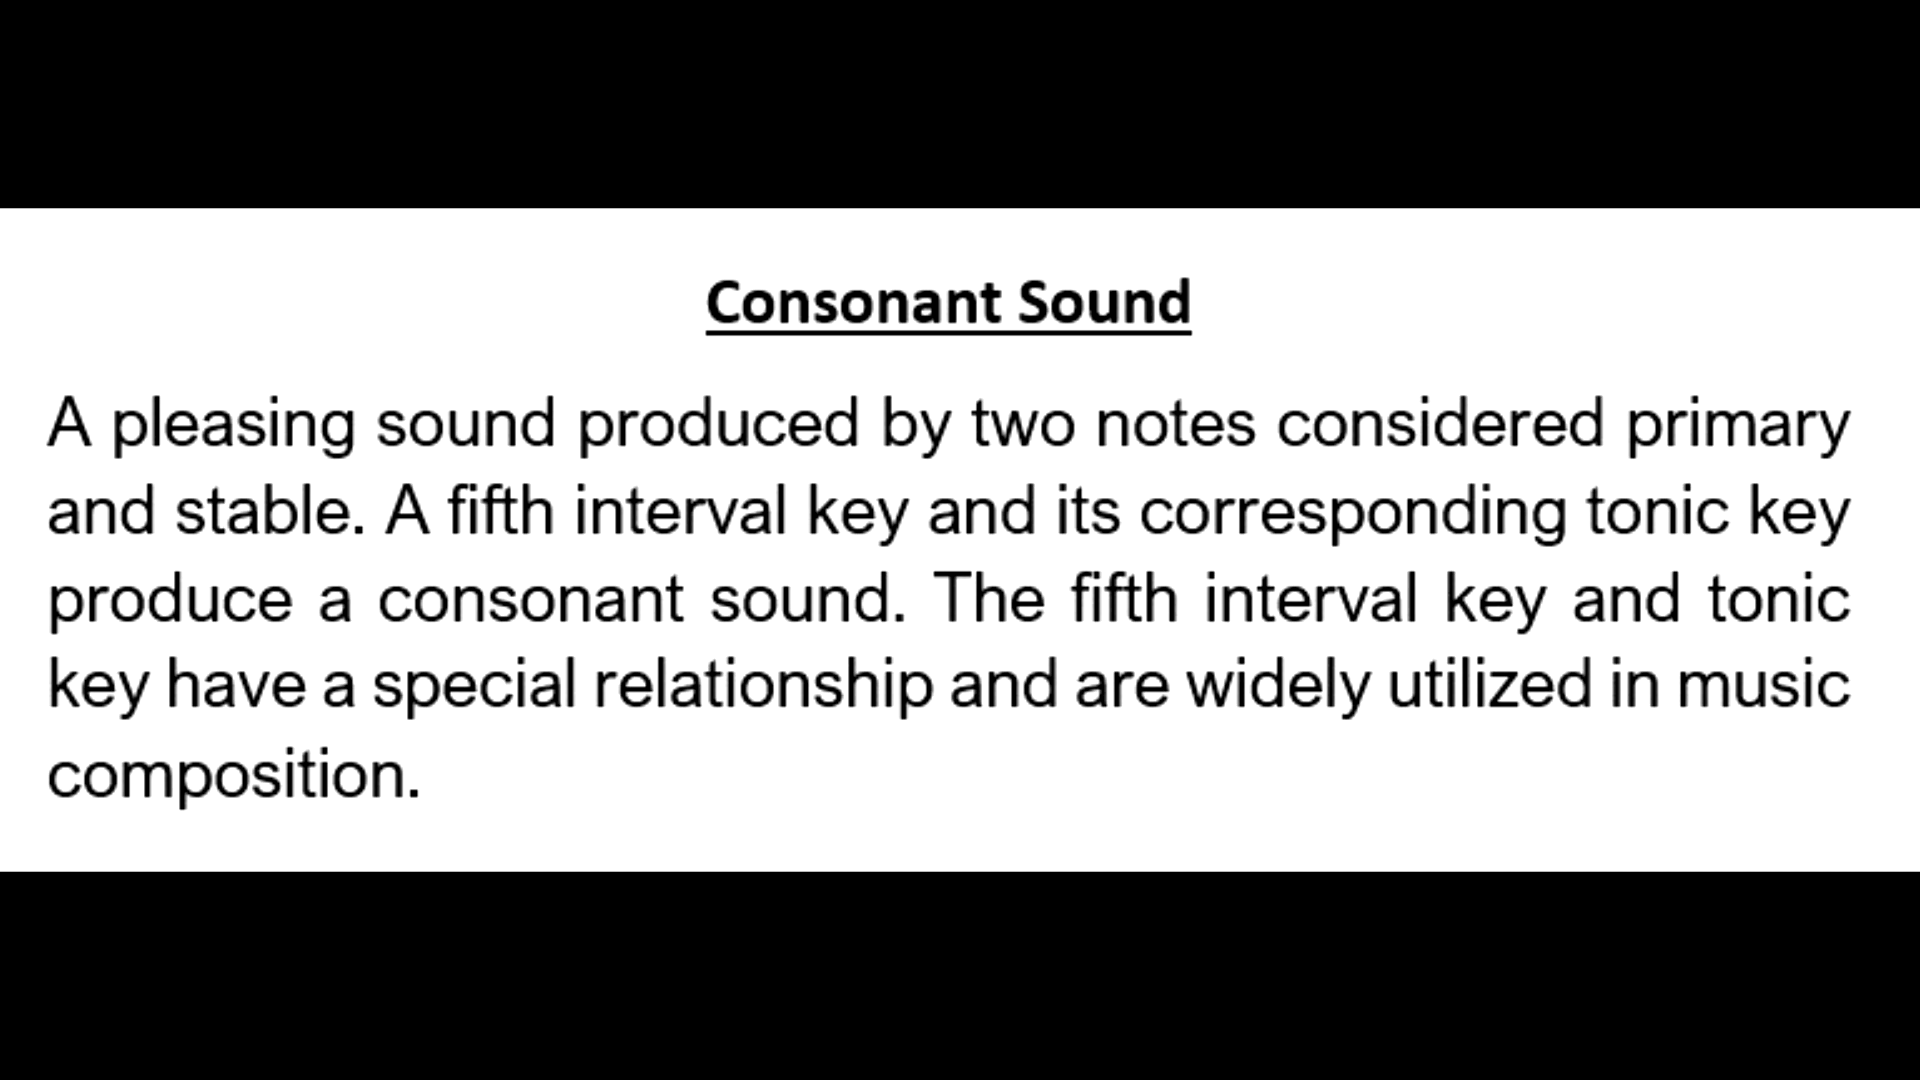 Consonant Sound
A pleasing sound produced by two notes considered primary
and stable. A fifth interval key and its corresponding tonic key
produce a consonant sound. The fifth interval key and tonic
key have a special relationship and are widely utilized in music
composition.